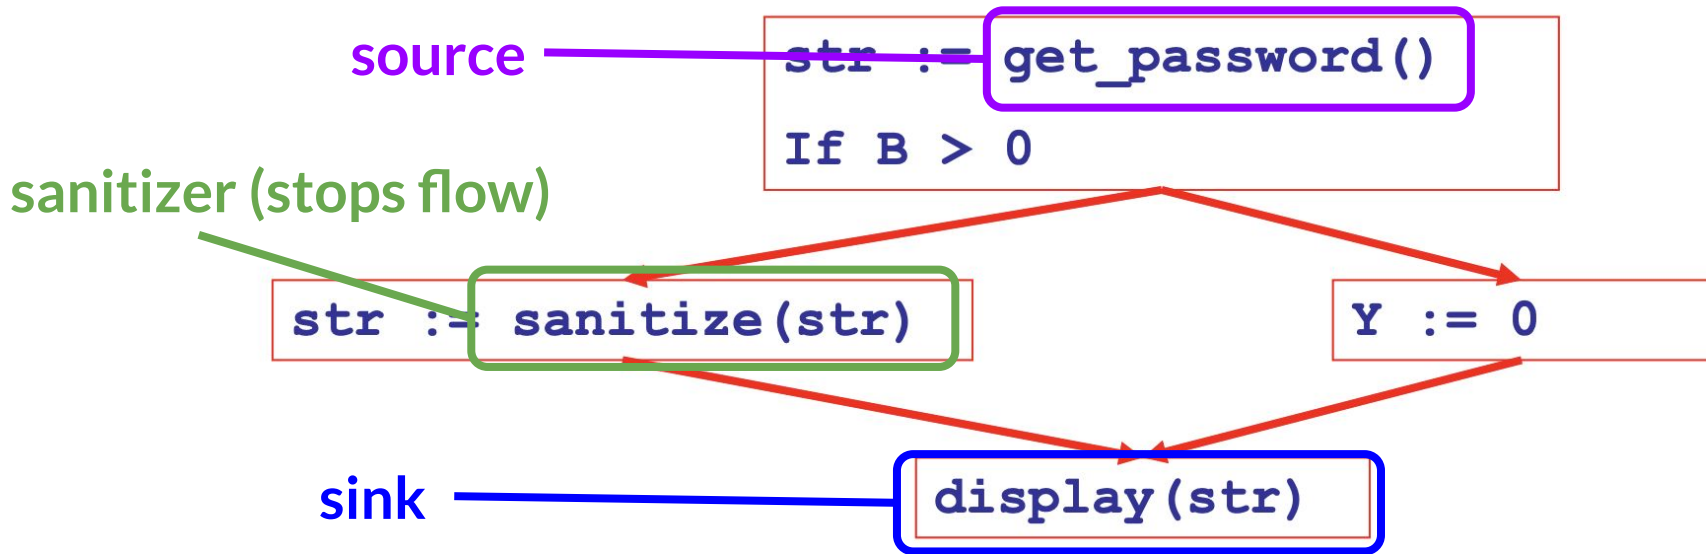 source
str := get_password()
If B > 0
sanitizer (stops flow)
str := sanitize(str)
Y := 0
sink
display(str)